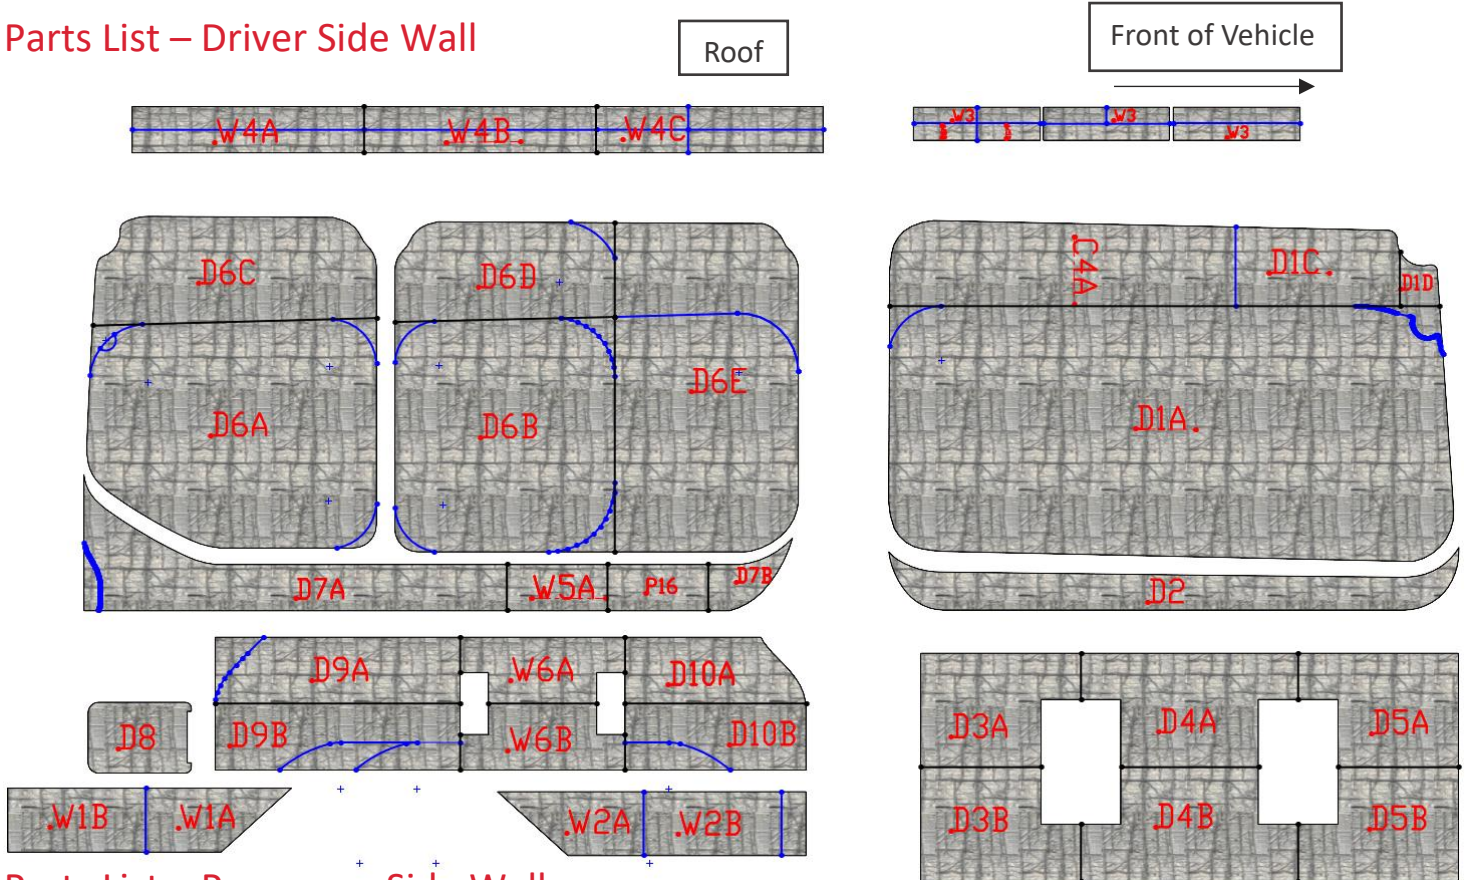 Parts List – Driver Side Wall
Roof
Front of Vehicle
W4A W4B W4C
W3 W3 W3
D6C D6D D6E
C4A D1C D1D
D6A D6B
D1A
D7A W5A P16 D7B
D2
D9A W6A D10A
D8 D9B W6B D10B
D3A D4A D5A
W1B W1A W2A W2B
D3B D4B D5B
Side Wall